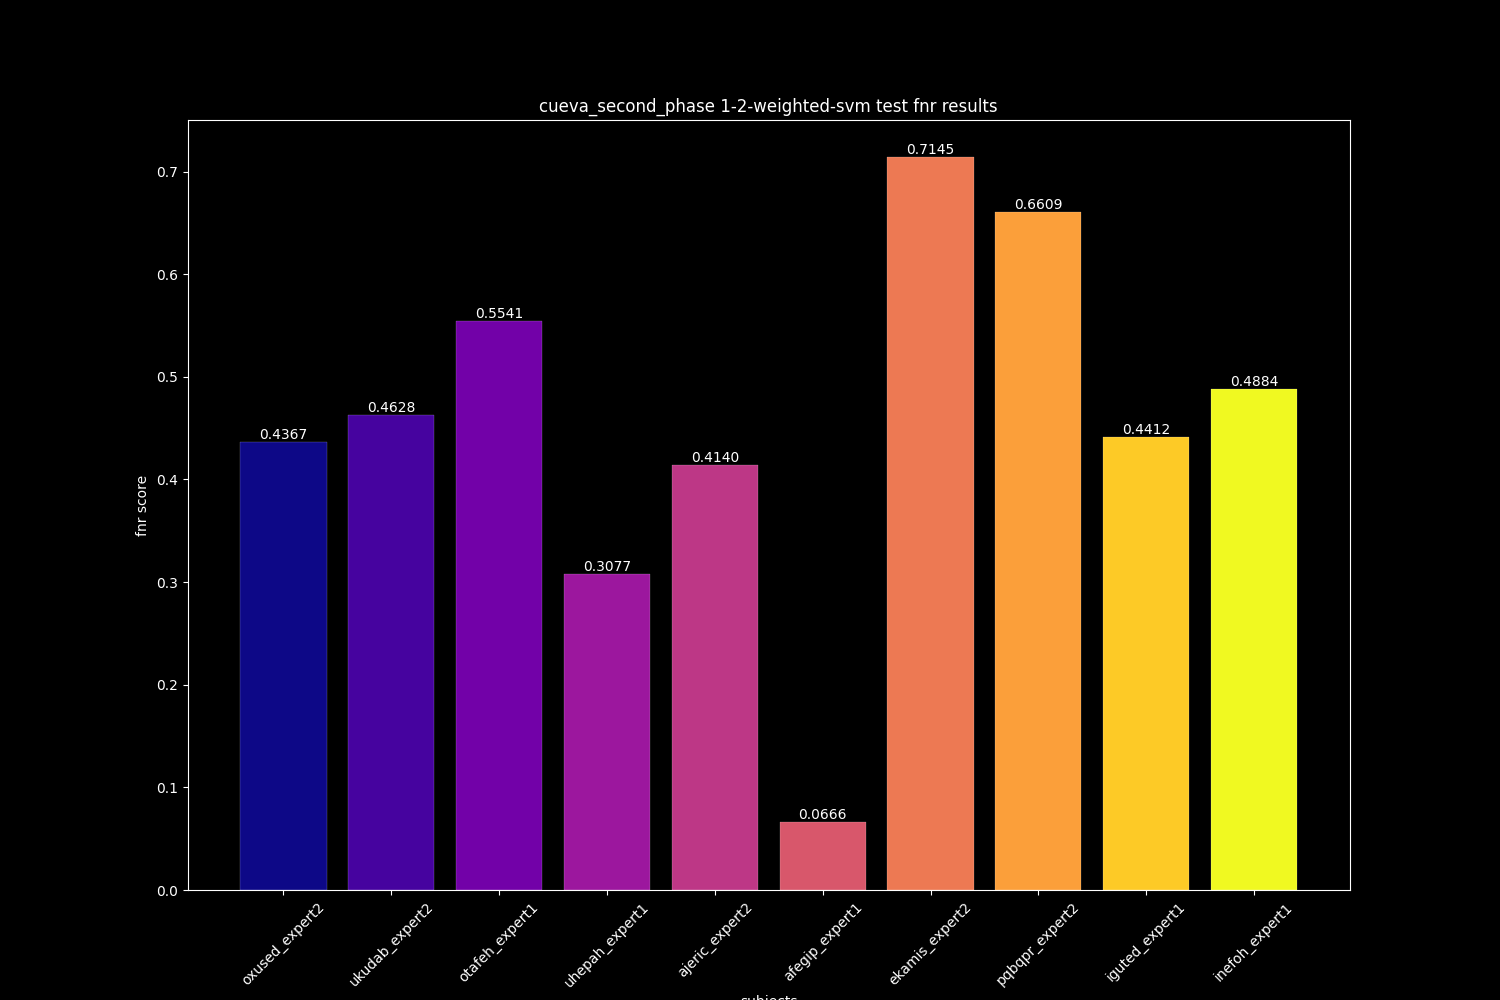 cueva_second_phase 1-2-weighted-svm test fnr results
0.7145
0.6609
0.5541
0.4884
0.4628
0.4412
0.4367
0.4140
0.3077
0.0666
0.7
0.6
0.5
0.4
0.3
0.2
0.1
0.0
fnr score
oxused_expert2
ukudab_expert2
otafeh_expert1
uhepah_expert1
ajeric_expert2
afegip_expert1
ekamis_expert2
pqbqpr_expert2
iguted_expert1
inefoh_expert1
subjects